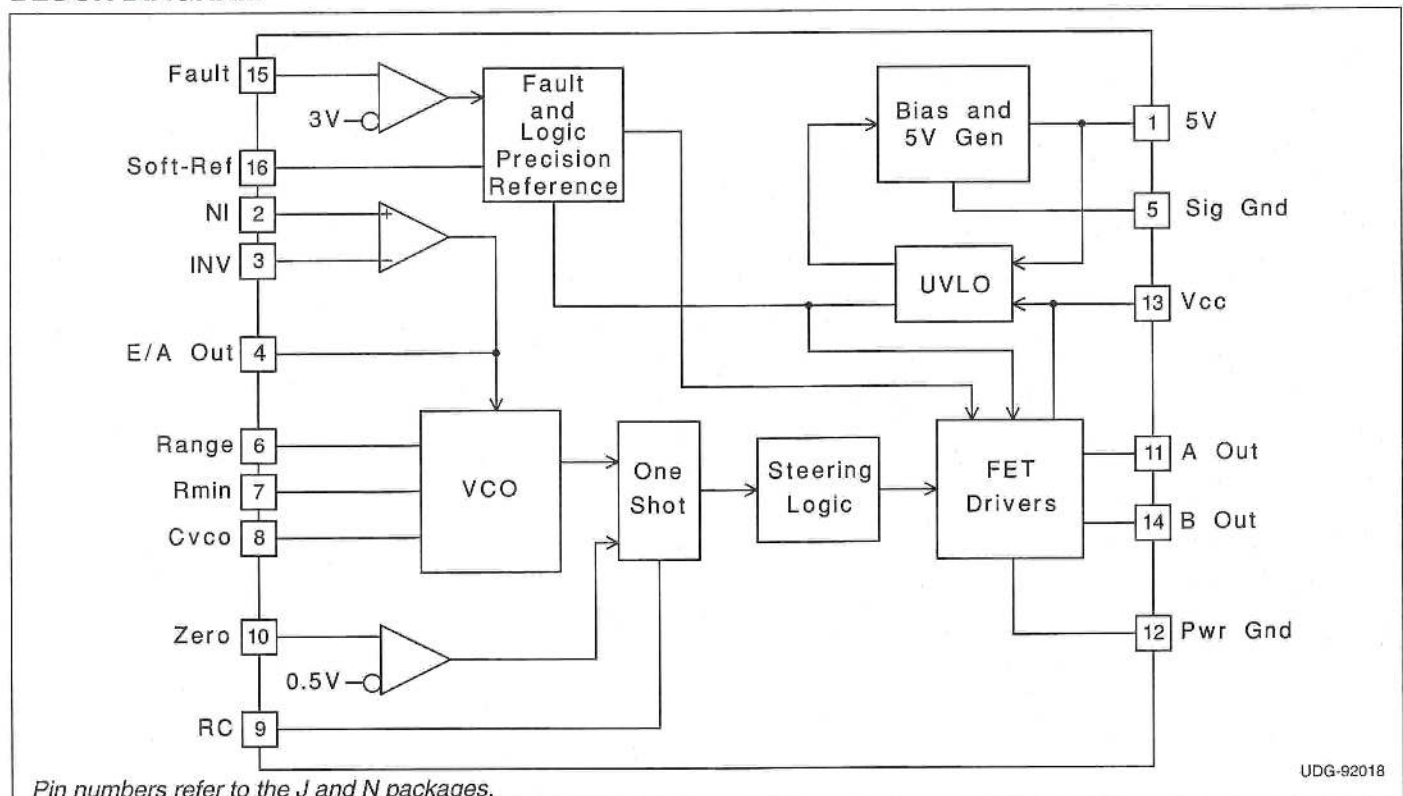 Fault 15
3V
Fault
and
Logic
Precision
Reference
Bias and
5V Gen
1 5V
Soft-Ref 16
NI 2
+
5 Sig Gnd
INV 3
−
UVLO
13 Vcc
E/A Out 4
Range 6
Rmin 7
Cvco 8
VCO
One
Shot
Steering
Logic
FET
Drivers
11 A Out
14 B Out
Zero 10
0.5V
12 Pwr Gnd
RC 9
UDG-92018
Pin numbers refer to the J and N packages.